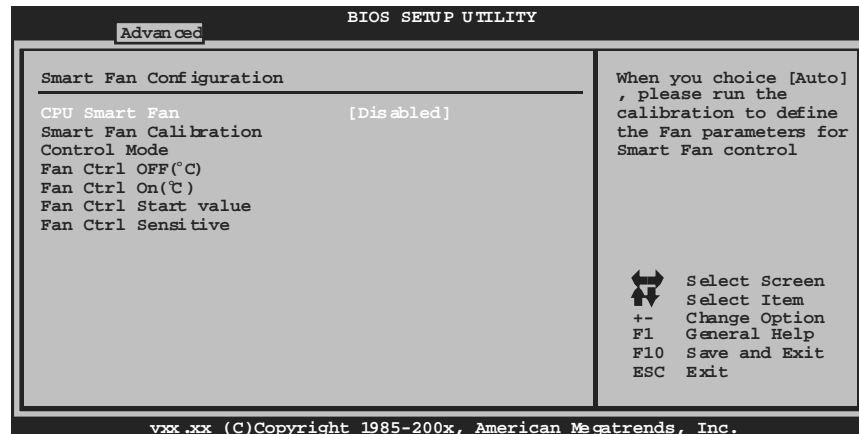 BIOS SETUP UTILITY
Advanced
Smart Fan Configuration
CPU Smart Fan [Disabled]
Smart Fan Calibration
Control Mode
Fan Ctrl OFF(°C)
Fan Ctrl On(℃)
Fan Ctrl Start value
Fan Ctrl Sensitive
When you choice [Auto]
, please run the
calibration to define
the Fan parameters for
Smart Fan control
Select Screen
Select Item
+- Change Option
F1 General Help
F10 Save and Exit
ESC Exit
vxx.xx (C)Copyright 1985-200x, American Megatrends, Inc.